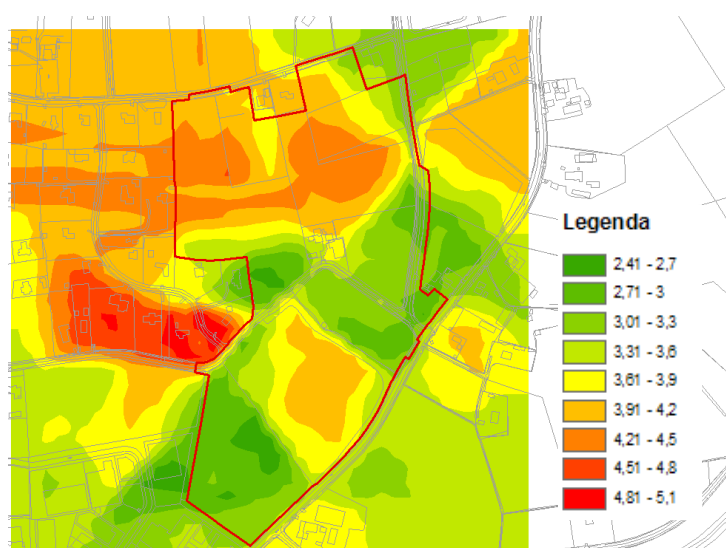 Legenda
2,41 - 2,7
2,71 - 3
3,01 - 3,3
3,31 - 3,6
3,61 - 3,9
3,91 - 4,2
4,21 - 4,5
4,51 - 4,8
4,81 - 5,1